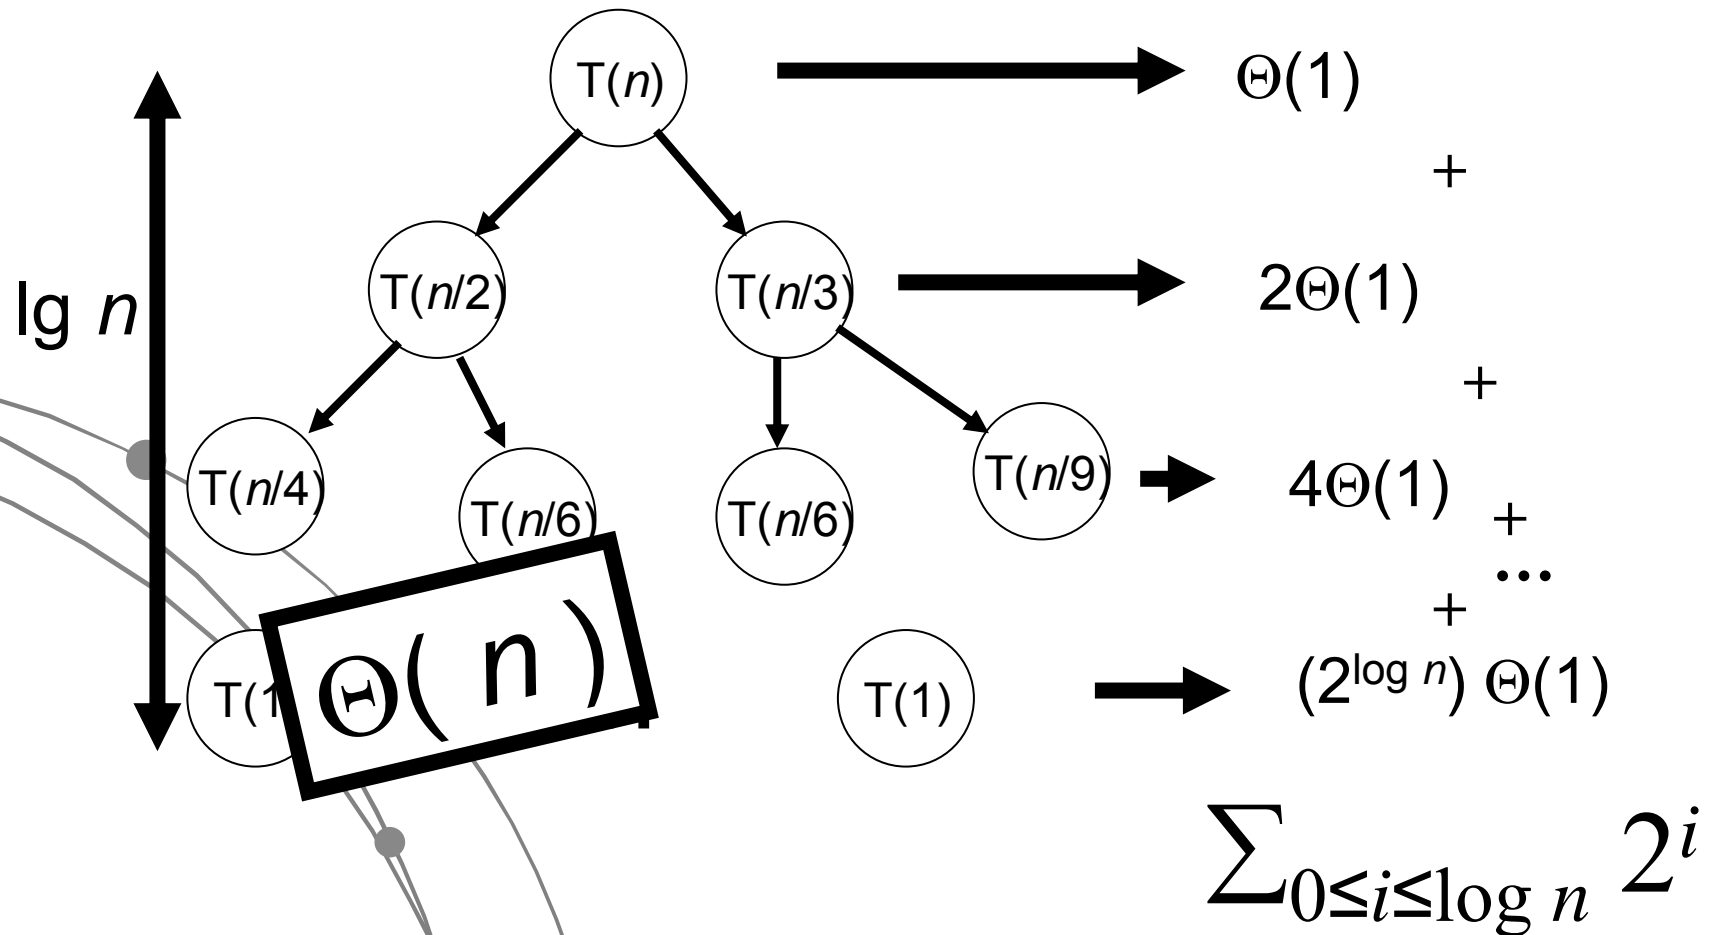 T(n) Θ(1)
+
lg n T(n/2) T(n/3) 2Θ(1)
+
T(n/4) T(n/6) T(n/6) T(n/9) 4Θ(1)
+
...
+
T(1 Θ( n ) T(1) (2^log n) Θ(1)
∑0≤i≤log n 2^i